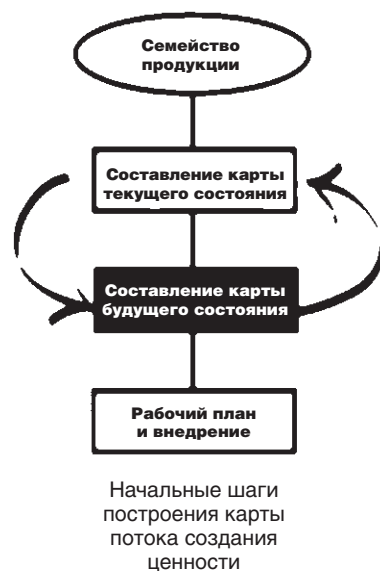 Семейство
продукции
Составление карты
текущего состояния
Составление карты
будущего состояния
Рабочий план
и внедрение
Начальные шаги
построения карты
потока создания
ценности